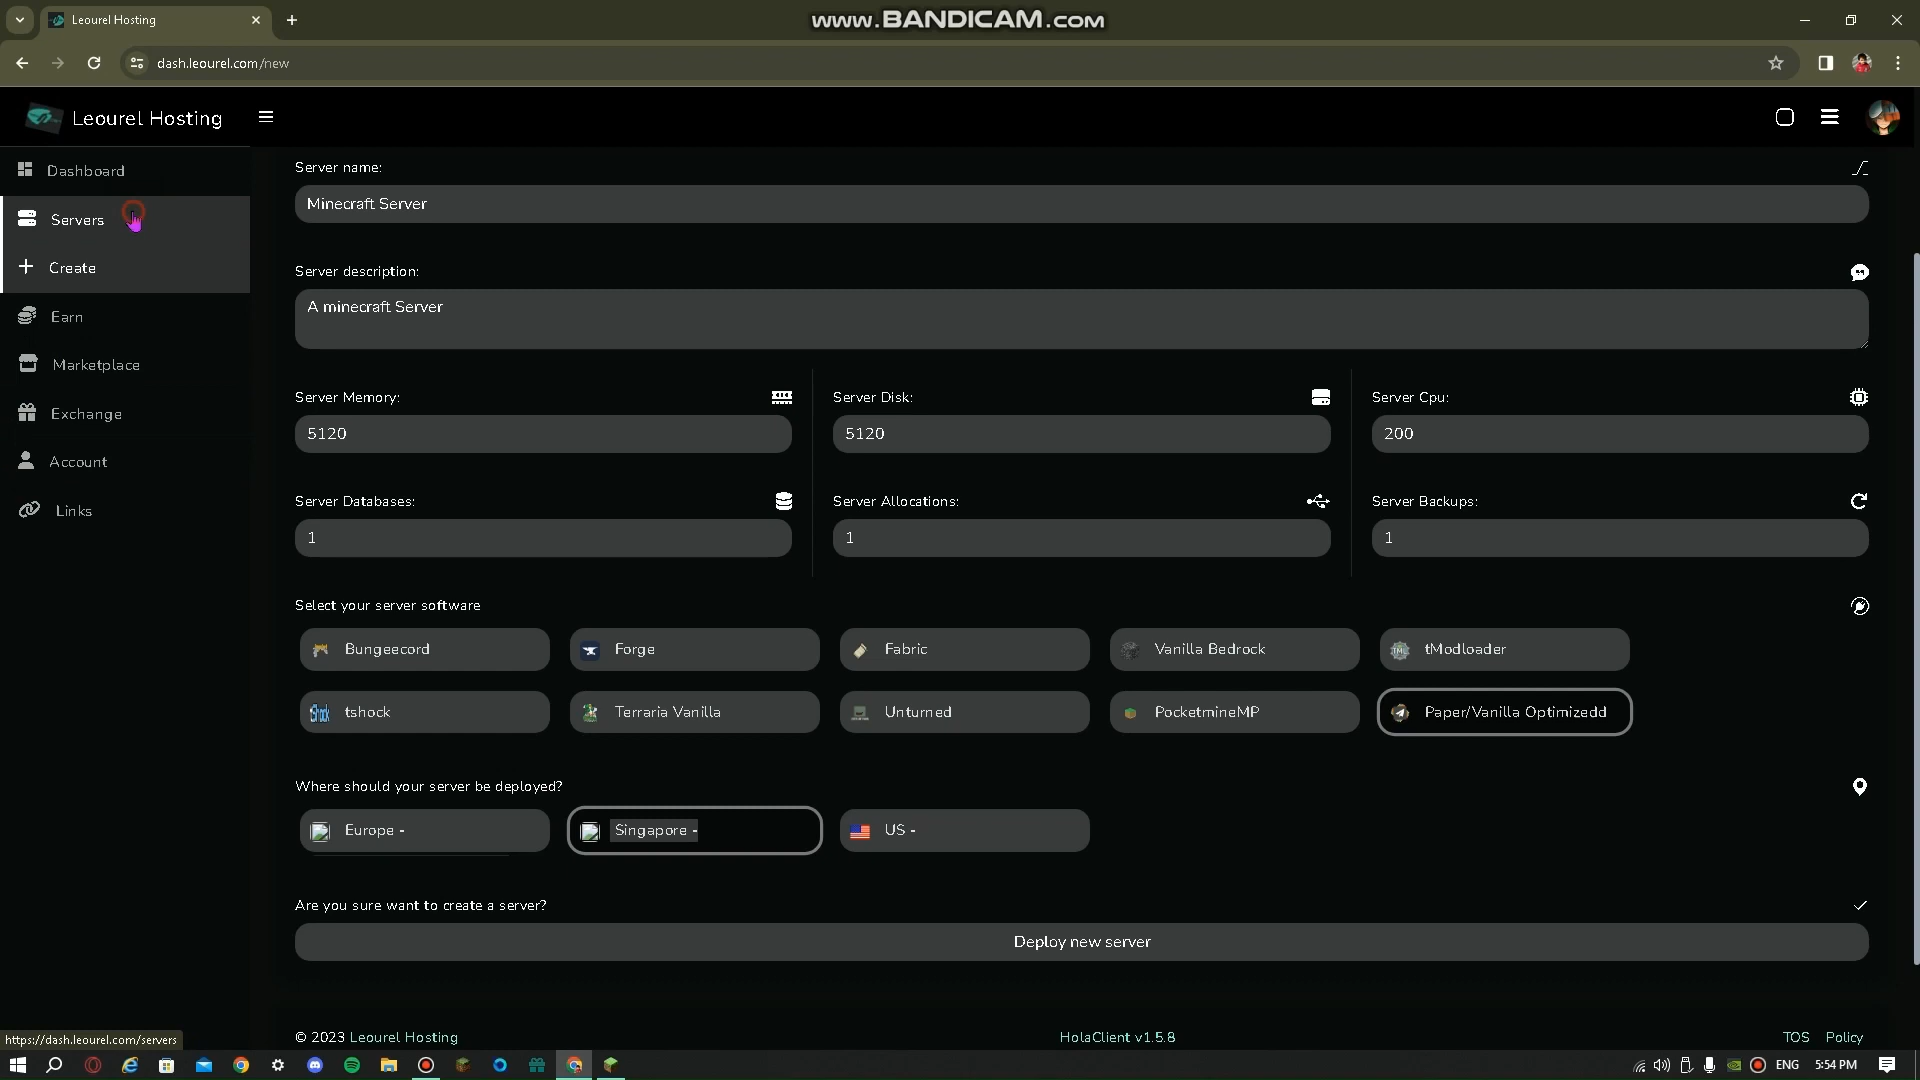 Leourel Hosting
www.BANDICAM.com
dash.leourel.com/new
Leourel Hosting
Dashboard
Servers
Create
Earn
Marketplace
Exchange
Account
Links
Server name:
Minecraft Server
Server description:
A minecraft Server
Server Memory:
Server Disk:
Server Cpu:
5120
5120
200
Server Databases:
Server Allocations:
Server Backups:
1
1
1
Select your server software
Bungeecord
Forge
Fabric
Vanilla Bedrock
tModloader
tshock
Terraria Vanilla
Unturned
PocketmineMP
Paper/Vanilla Optimizedd
Where should your server be deployed?
Europe -
Singapore -
US -
Are you sure want to create a server?
Deploy new server
© 2023 Leourel Hosting
HolaClient v1.5.8
TOS
Policy
https://dash.leourel.com/servers
ENG
5:54 PM